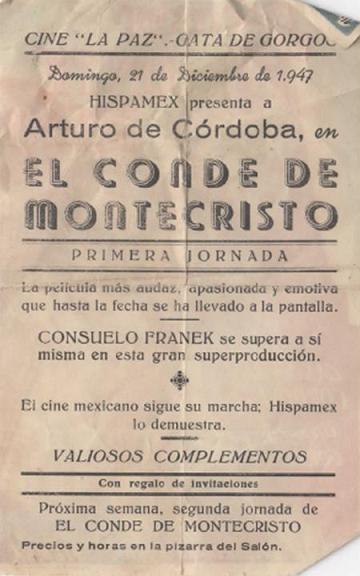 CINE "LA PAZ".-GATA DE GORGOS
Domingo, 21 de Diciembre de 1.947
HISPAMEX presenta a
Arturo de Córdoba, en
EL CONDE DE
MONTECRISTO
PRIMERA JORNADA
La película más audaz, apasionada y emotiva
que hasta la fecha se ha llevado a la pantalla.
CONSUELO FRANEK se supera a sí
misma en esta gran superproducción.
El cine mexicano sigue su marcha; Hispamex
lo demuestra.
VALIOSOS COMPLEMENTOS
Con regalo de invitaciones
Próxima semana, segunda jornada de
EL CONDE DE MONTECRISTO
Precios y horas en la pizarra del Salón.